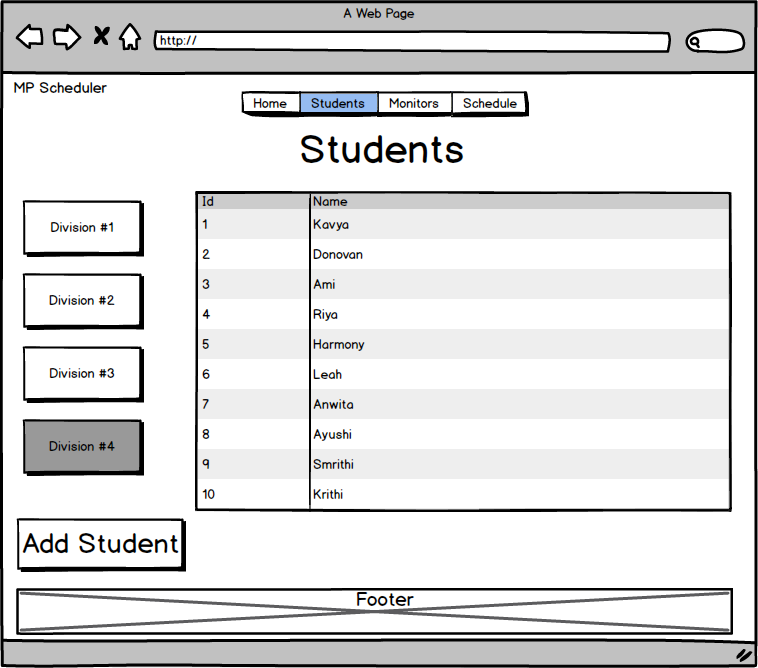 A Web Page
http://
MP Scheduler
Home Students Monitors Schedule
Students
Id Name
1 Kavya
2 Donovan
3 Ami
4 Riya
5 Harmony
6 Leah
7 Anwita
8 Ayushi
9 Smrithi
10 Krithi
Division #1
Division #2
Division #3
Division #4
Add Student
Footer